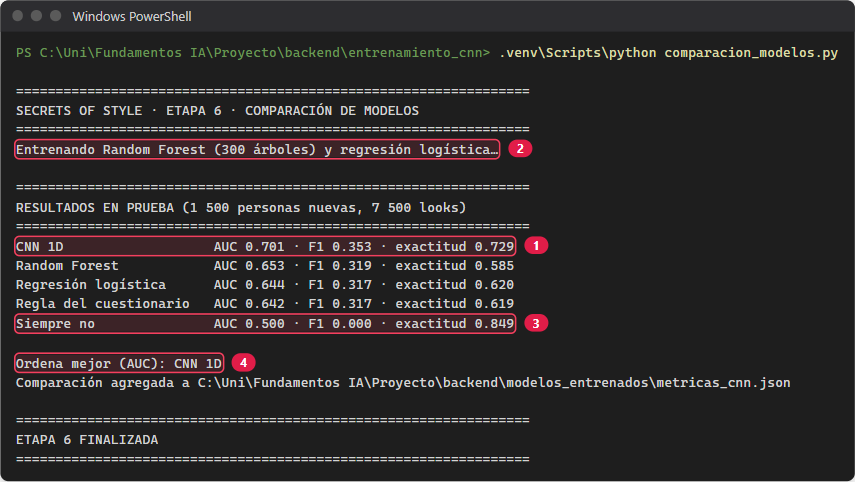 Windows PowerShell
PS C:\Uni\Fundamentos IA\Proyecto\backend\entrenamiento_cnn> .venv\Scripts\python comparacion_modelos.py
=================================================================
SECRETS OF STYLE · ETAPA 6 · COMPARACIÓN DE MODELOS
=================================================================
Entrenando Random Forest (300 árboles) y regresión logística… 2
=================================================================
RESULTADOS EN PRUEBA (1 500 personas nuevas, 7 500 looks)
=================================================================
CNN 1D AUC 0.701 · F1 0.353 · exactitud 0.729 1
Random Forest AUC 0.653 · F1 0.319 · exactitud 0.585
Regresión logística AUC 0.644 · F1 0.317 · exactitud 0.620
Regla del cuestionario AUC 0.642 · F1 0.317 · exactitud 0.619
Siempre no AUC 0.500 · F1 0.000 · exactitud 0.849 3
Ordena mejor (AUC): CNN 1D 4
Comparación agregada a C:\Uni\Fundamentos IA\Proyecto\backend\modelos_entrenados\metricas_cnn.json
=================================================================
ETAPA 6 FINALIZADA
=================================================================